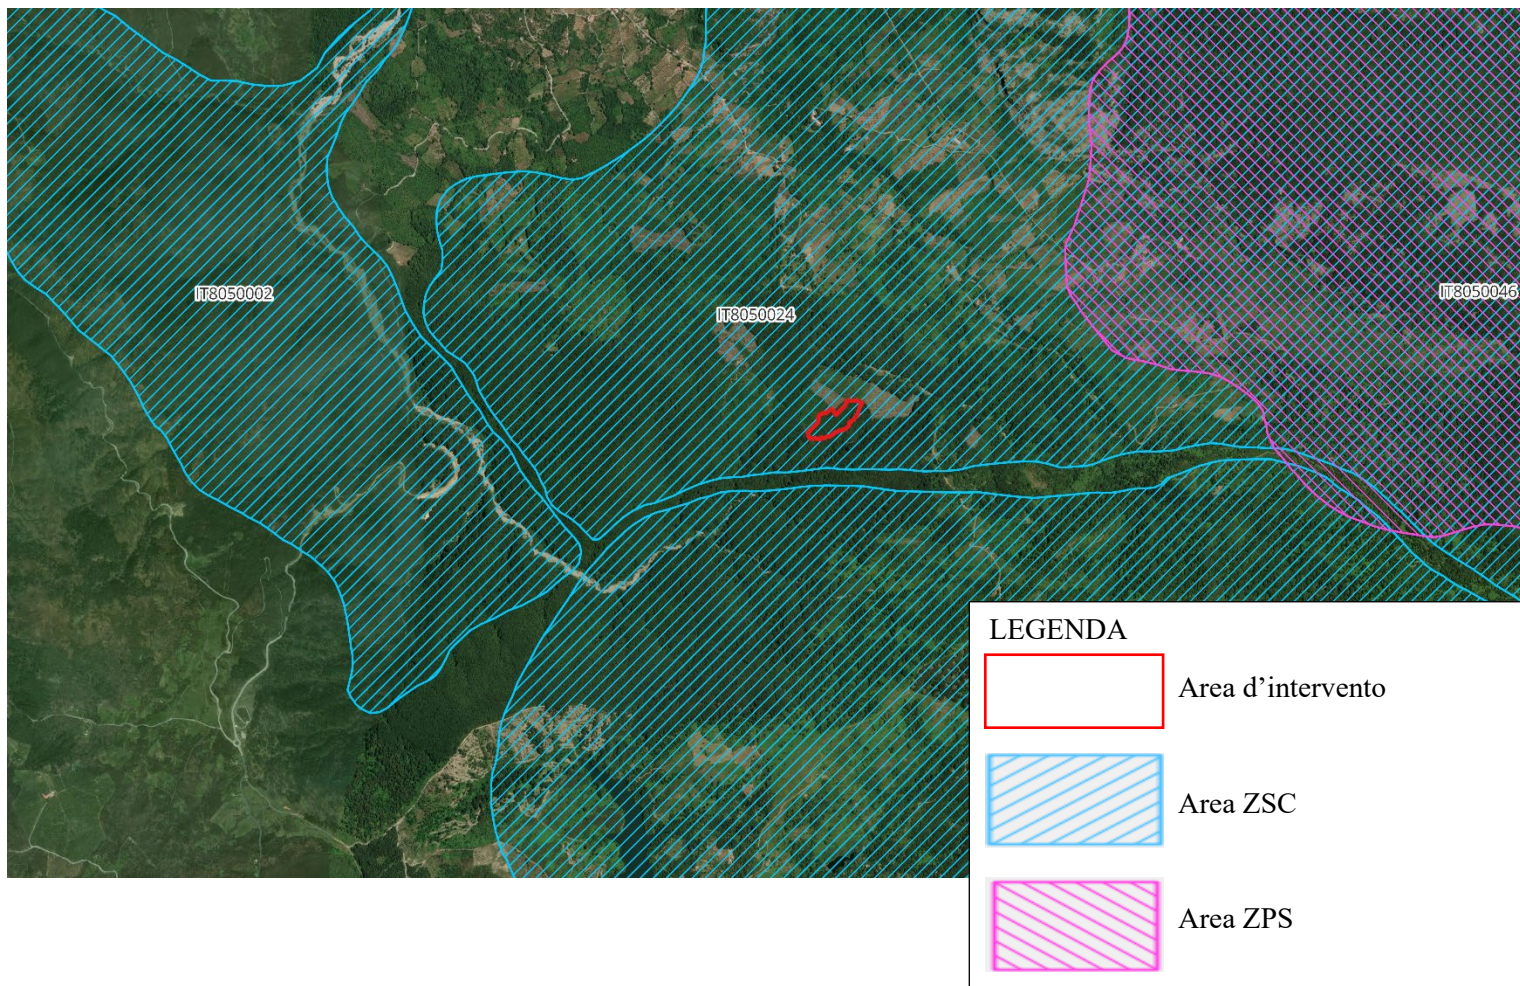 IT8050002
IT8050024
IT8050046
LEGENDA
Area d’intervento
Area ZSC
Area ZPS